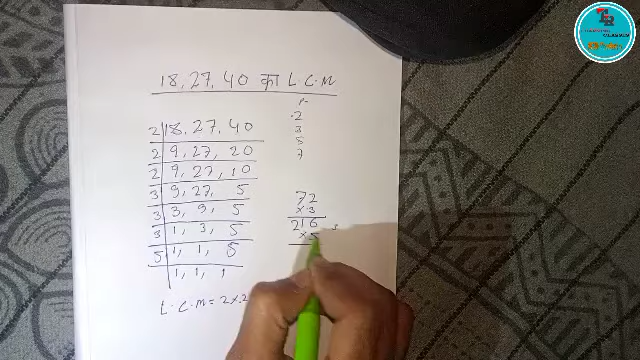 18, 27, 40 का L.C.M
2
3
5
7
2 | 18, 27, 40
2 | 9, 27, 20
2 | 9, 27, 10
3 | 9, 27, 5
3 | 3, 9, 5
3 | 1, 3, 5
5 | 1, 1, 5
1, 1, 1
72
×3
216
×5
L.C.M = 2×2